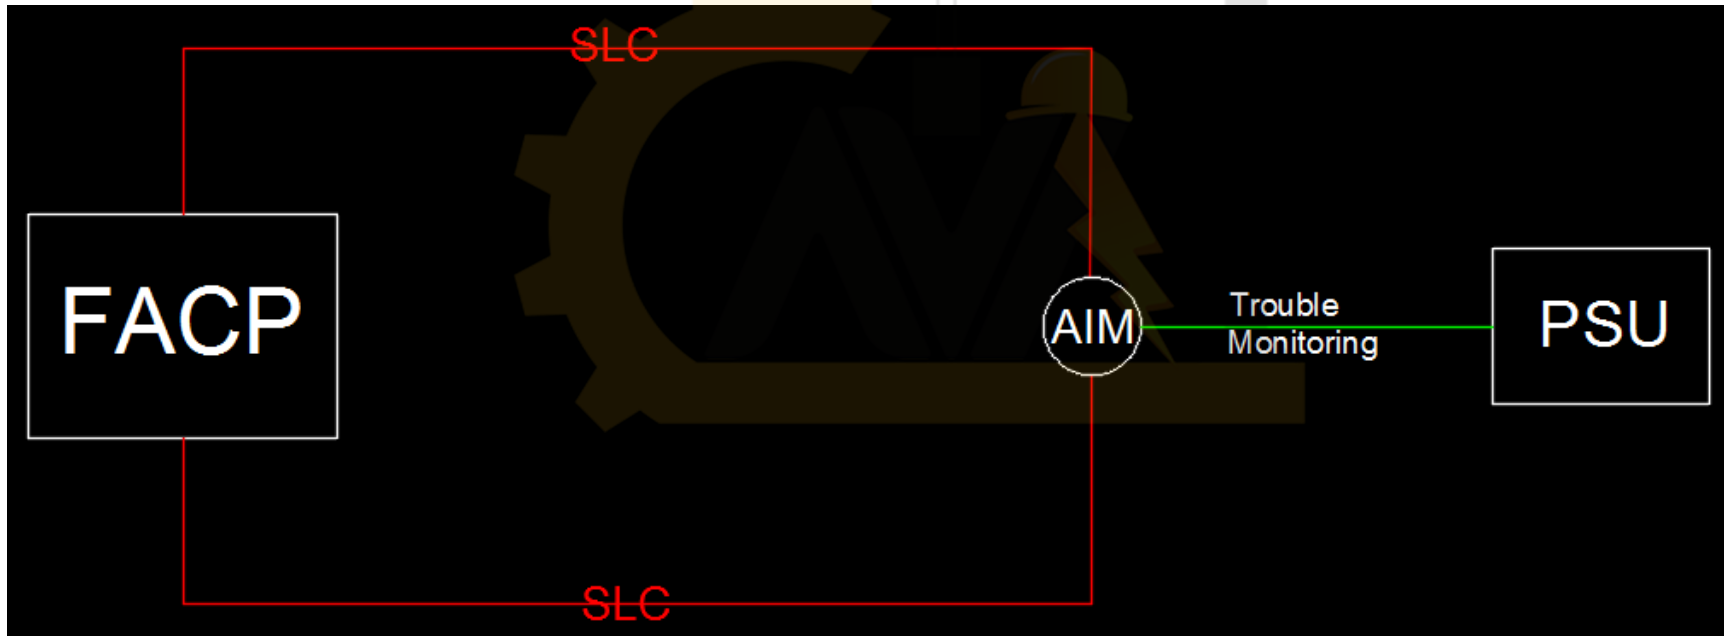 SLC
FACP
AIM
Trouble
Monitoring
PSU
SLC